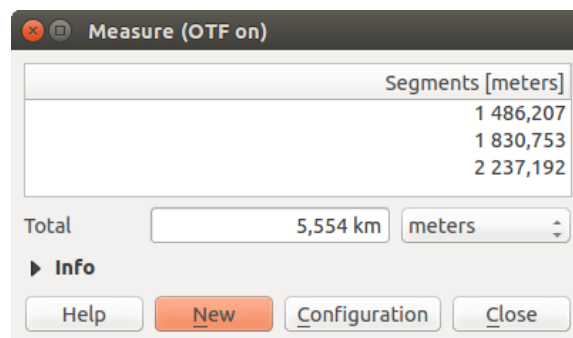 Measure (OTF on)
Segments [meters]
1 486,207
1 830,753
2 237,192
Total 5,554 km meters
Info
Help New Configuration Close